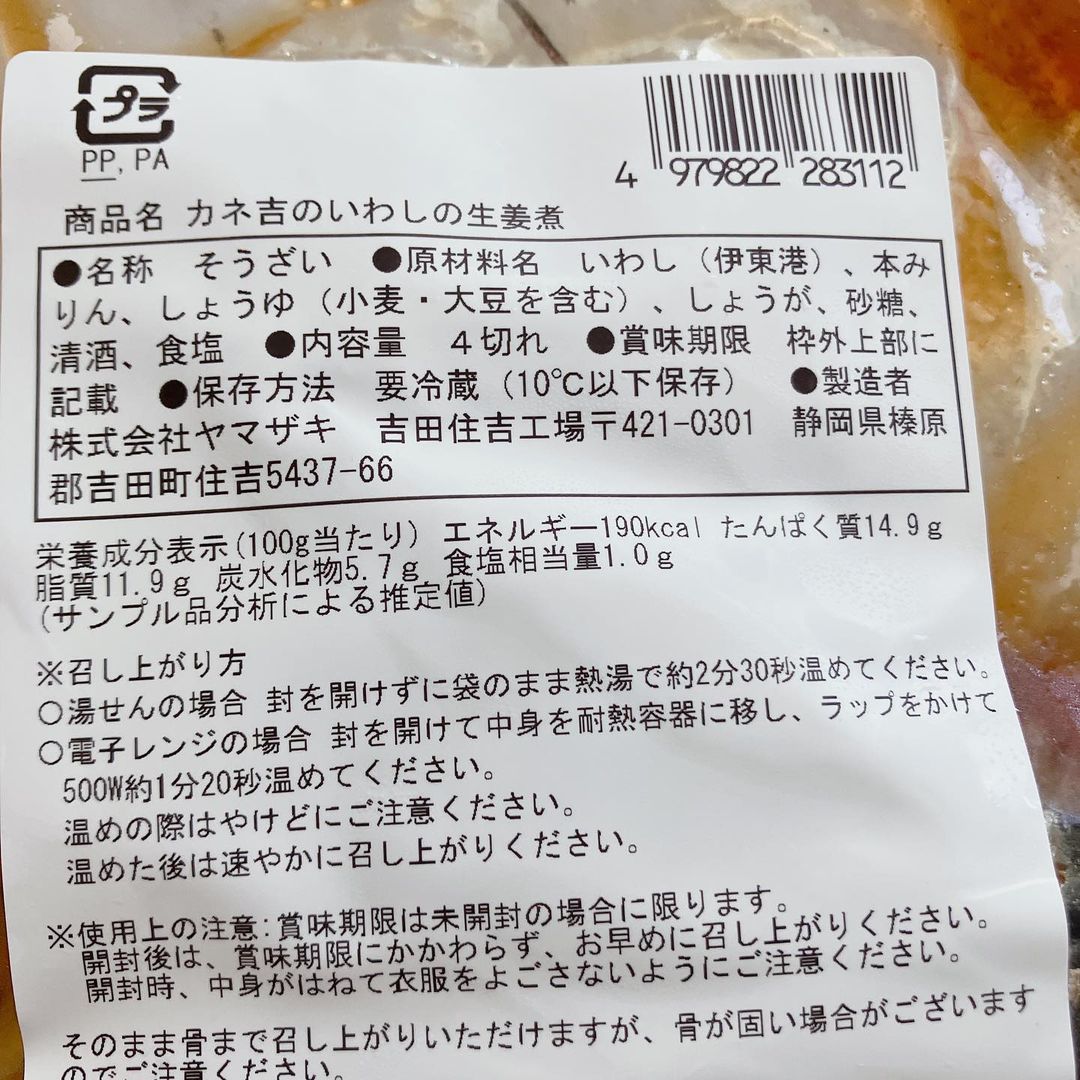 プラ
PP, PA
4 979822 283112
商品名 カネ吉のいわしの生姜煮
●名称 そうざい ●原材料名 いわし(伊東港)、本み
りん、しょうゆ(小麦・大豆を含む)、しょうが、砂糖、
清酒、食塩 ●内容量 4切れ ●賞味期限 枠外上部に
記載 ●保存方法 要冷蔵(10℃以下保存) ●製造者
株式会社ヤマザキ 吉田住吉工場〒421-0301 静岡県榛原
郡吉田町住吉5437-66
栄養成分表示(100g当たり) エネルギー190kcal たんぱく質14.9g
脂質11.9g 炭水化物5.7g 食塩相当量1.0g
(サンプル品分析による推定値)
※召し上がり方
○湯せんの場合 封を開けずに袋のまま熱湯で約2分30秒温めてください。
○電子レンジの場合 封を開けて中身を耐熱容器に移し、ラップをかけて
500W約1分20秒温めてください。
温めの際はやけどにご注意ください。
温めた後は速やかに召し上がりください。
※使用上の注意:賞味期限は未開封の場合に限ります。
開封後は、賞味期限にかかわらず、お早めに召し上がりください。
開封時、中身がはねて衣服をよごさないようにご注意ください。
そのまま骨まで召し上がりいただけますが、骨が固い場合がございます
のでご注意ください。